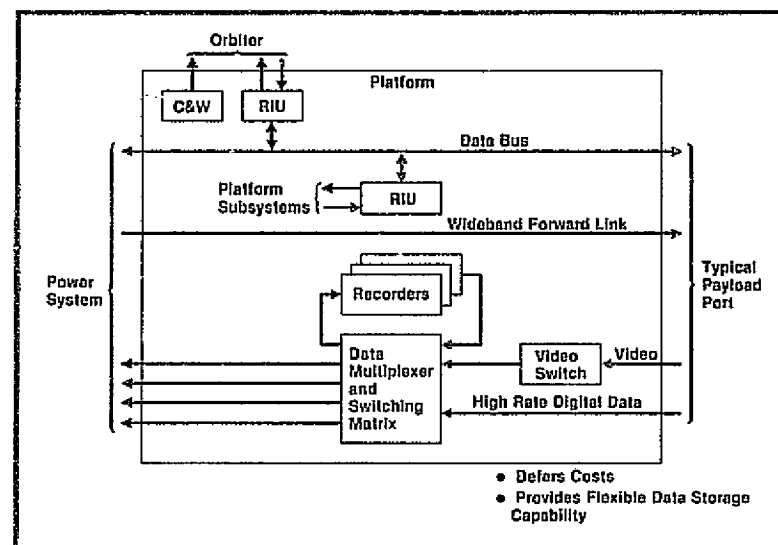 Orbiter
Platform
C&W
RIU
Data Bus
Platform
Subsystems
RIU
Wideband Forward Link
Power
System
Typical
Payload
Port
Recorders
Data
Multiplexer
and
Switching
Matrix
Video
Switch
Video
High Rate Digital Data
• Defers Costs
• Provides Flexible Data Storage
Capability